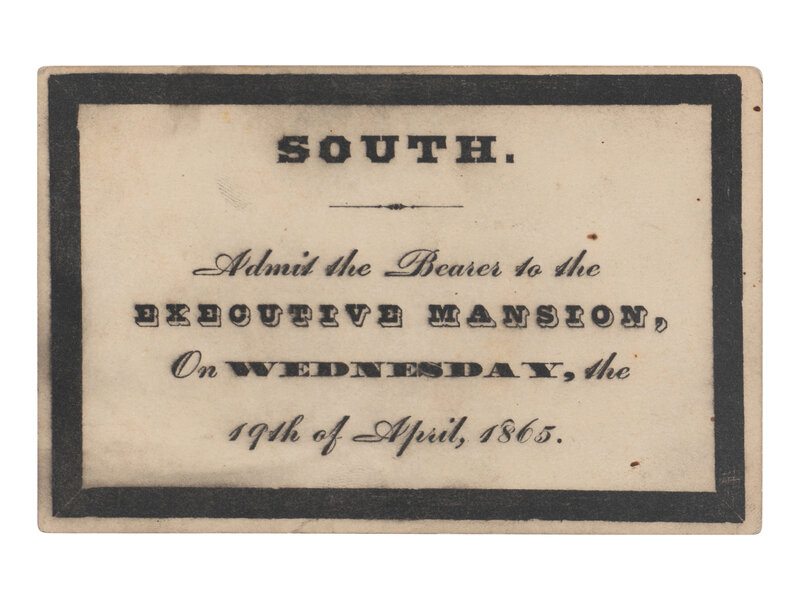 SOUTH.
Admit the Bearer to the
EXECUTIVE MANSION,
On WEDNESDAY, the
19th of April, 1865.